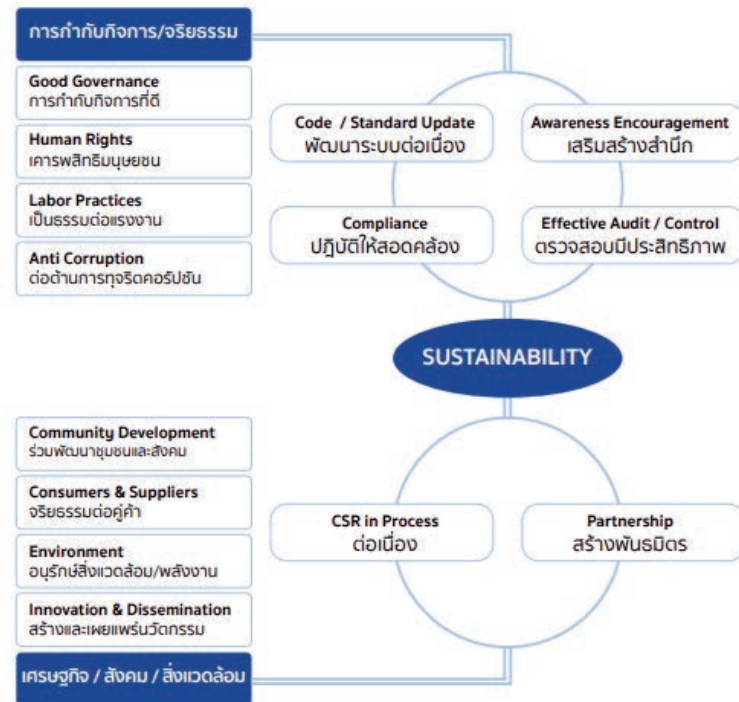 การกำกับกิจการ/จริยธรรม
Good Governance
การกำกับกิจการที่ดี
Human Rights
เคารพสิทธิมนุษยชน
Labor Practices
เป็นธรรมต่อแรงงาน
Anti Corruption
ต่อต้านการทุจริตคอร์ปชัน
Code / Standard Update
พัฒนาระบบต่อเนื่อง
Awareness Encouragement
เสริมสร้างสำนึก
Compliance
ปฏิบัติให้สอดคล้อง
Effective Audit / Control
ตรวจสอบมีประสิทธิภาพ
SUSTAINABILITY
Community Development
ร่วมพัฒนาชุมชนและสังคม
Consumers & Suppliers
จริยธรรมต่อคู่ค้า
Environment
อนุรักษ์สิ่งแวดล้อม/พลังงาน
Innovation & Dissemination
สร้างและเผยแพร่นวัตกรรม
CSR in Process
ต่อเนื่อง
Partnership
สร้างพันธมิตร
เศรษฐกิจ / สังคม / สิ่งแวดล้อม